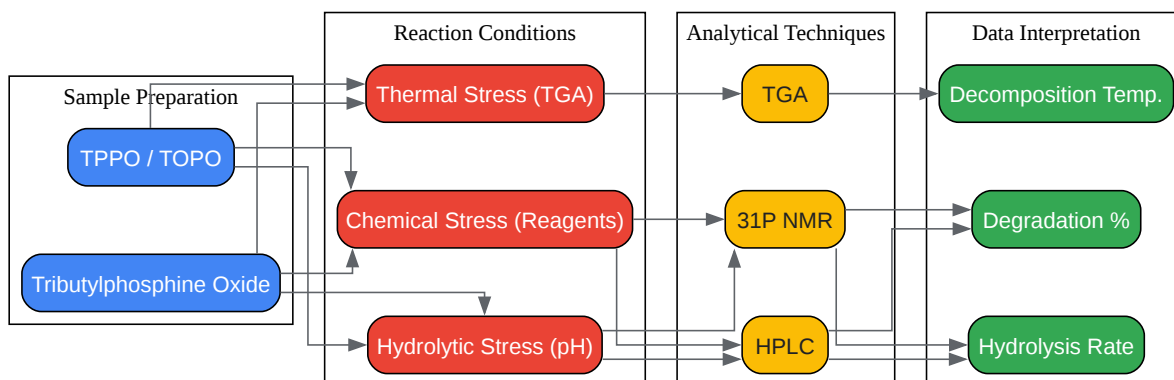 Sample Preparation
TPPO / TOPO
Tributylphosphine Oxide
Reaction Conditions
Thermal Stress (TGA)
Chemical Stress (Reagents)
Hydrolytic Stress (pH)
Analytical Techniques
TGA
31P NMR
HPLC
Data Interpretation
Decomposition Temp.
Degradation %
Hydrolysis Rate